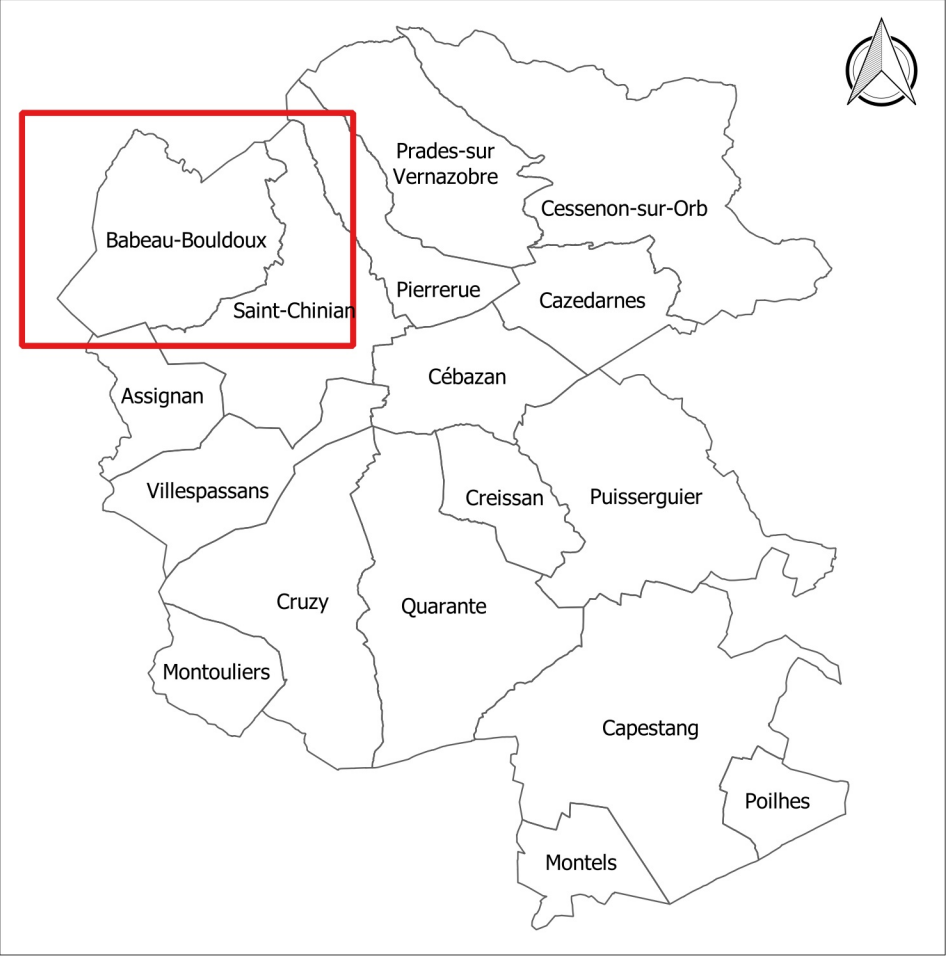 Prades-sur
Vernazobre
Cessenon-sur-Orb
Babeau-Bouldoux
Pierrerue
Cazedarnes
Saint-Chinian
Cébazan
Assignan
Villespassans
Creissan
Puisserguier
Cruzy
Quarante
Montouliers
Capestang
Poilhes
Montels